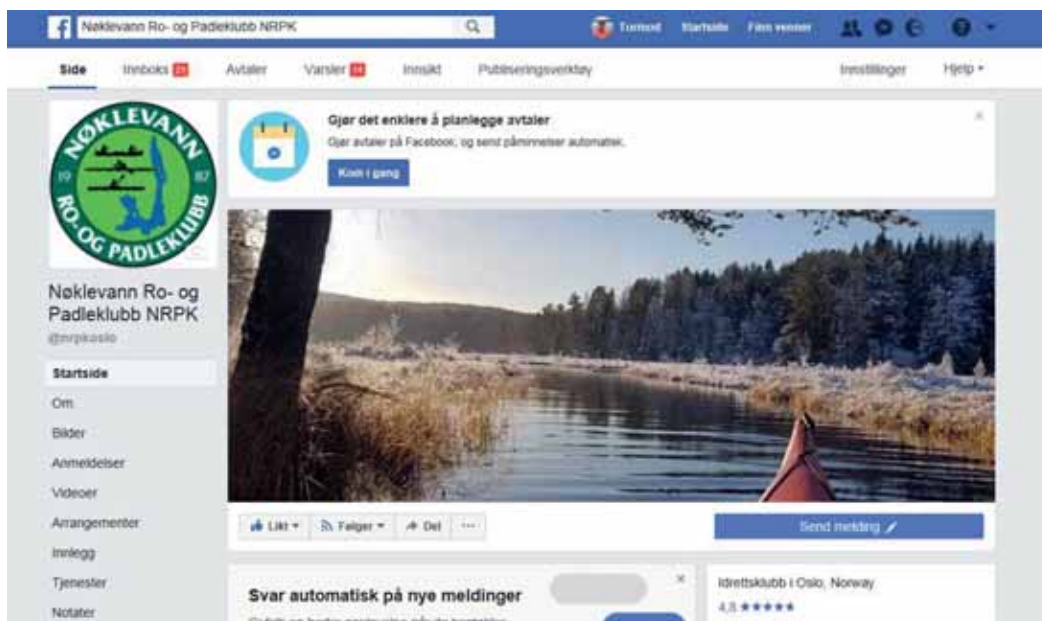 Nøklevann Ro- og Padleklubb NRPK
Tormod Startside Finn venner
Side Innboks 21 Avtaler Varsler Innsikt Publiseringsverktøy Innstillinger Hjelp
NØKLEVANN
19 87
RO- OG PADLEKLUBB
Gjør det enklere å planlegge avtaler
Gjør avtaler på Facebook, og send påminnelser automatisk.
Kom i gang
Nøklevann Ro- og
Padleklubb NRPK
@nrpkoslo
Startside
Om
Bilder
Anmeldelser
Videoer
Arrangementer
Innlegg
Tjenester
Notater
Likt Følger Del ...
Send melding
Svar automatisk på nye meldinger
Idrettsklubb i Oslo, Norway
4,8 ★★★★★